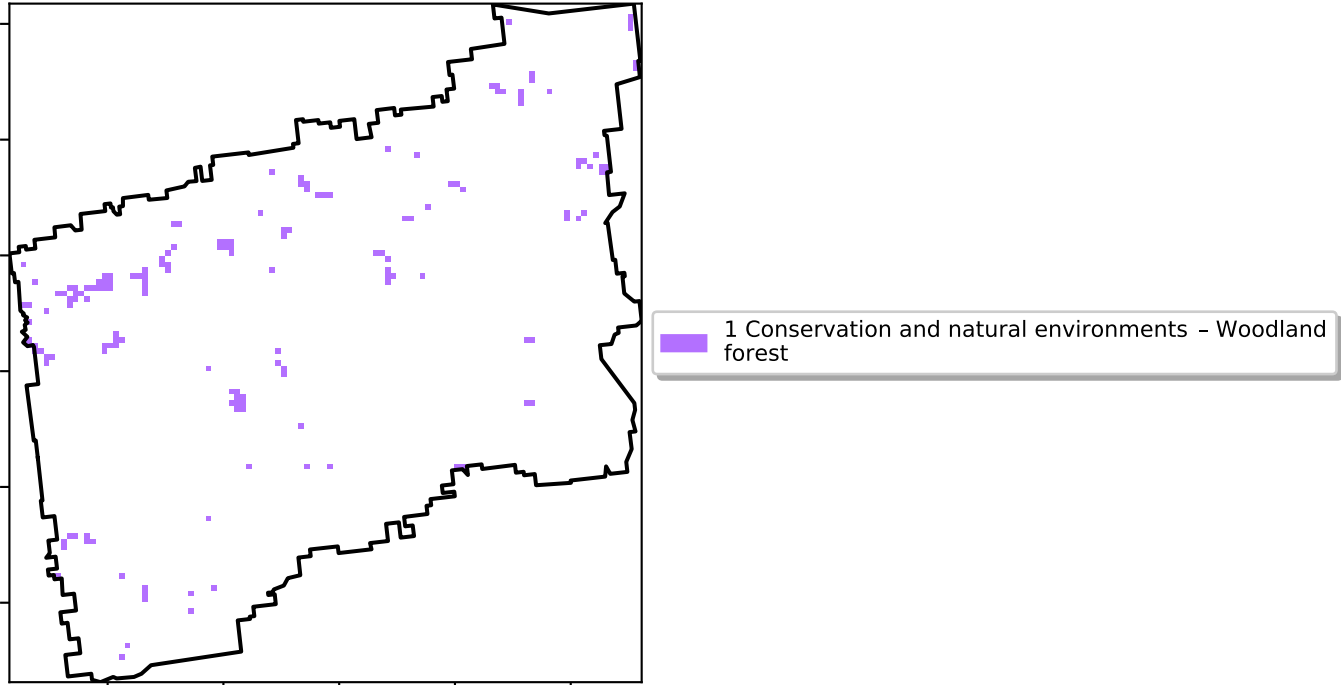 1 Conservation and natural environments – Woodland
forest